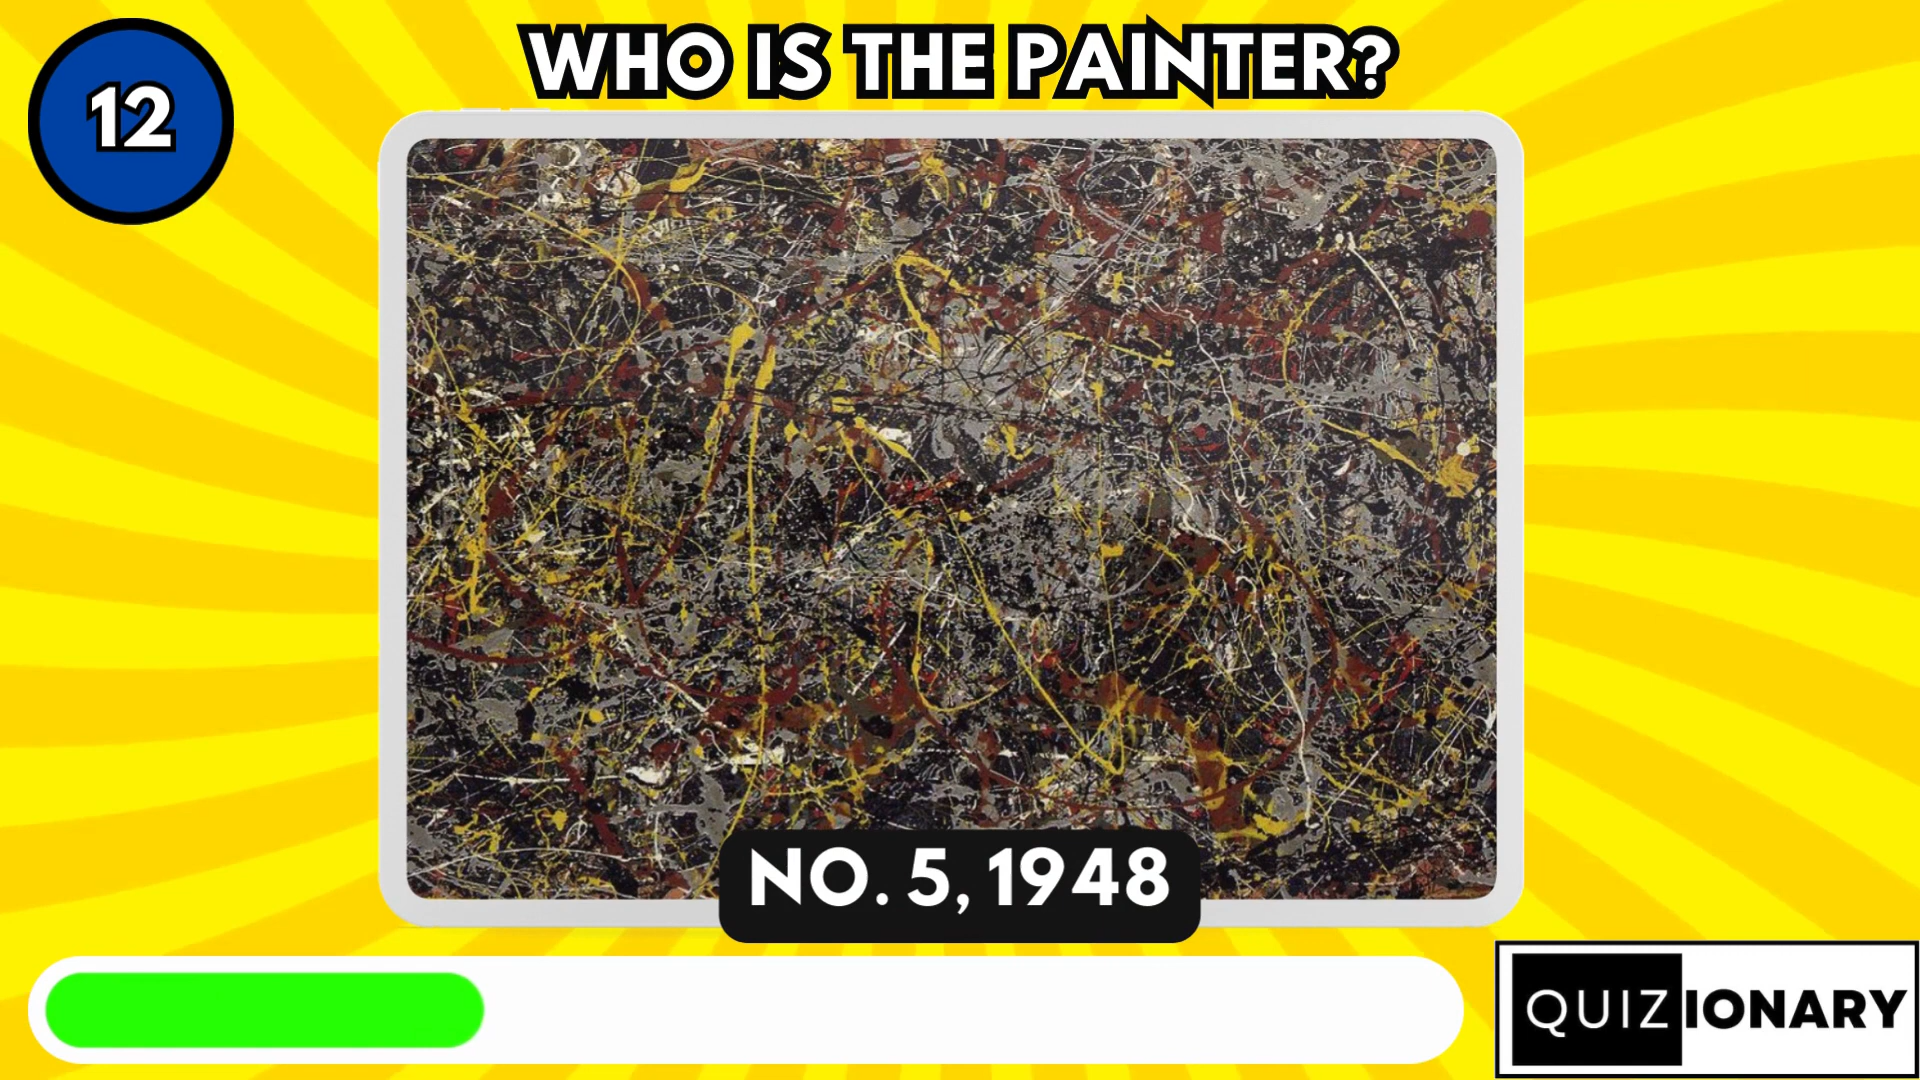 WHO IS THE PAINTER?
12
NO. 5, 1948
QUIZIONARY